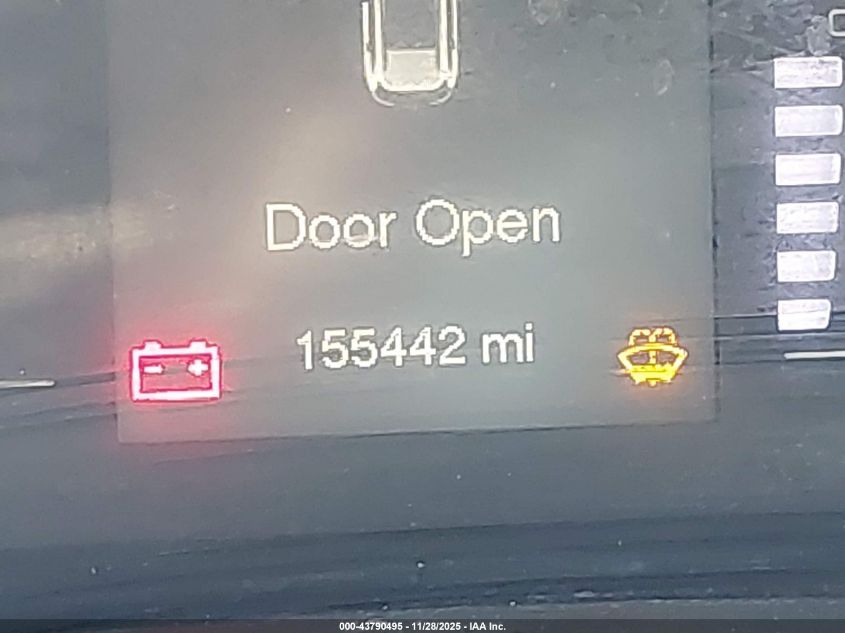 Door Open
155442 mi
000-43790495 - 11/28/2025 - IAA Inc.